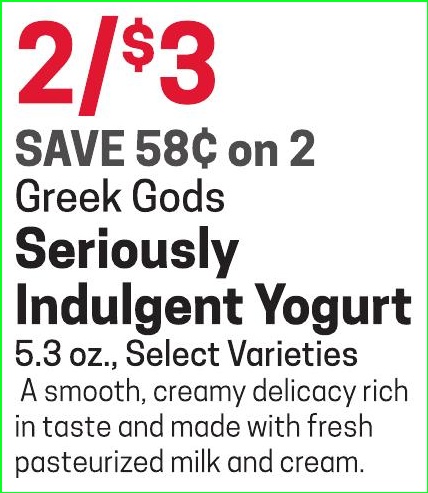 2/$3
SAVE 58¢ on 2
Greek Gods
Seriously
Indulgent Yogurt
5.3 oz., Select Varieties
A smooth, creamy delicacy rich
in taste and made with fresh
pasteurized milk and cream.